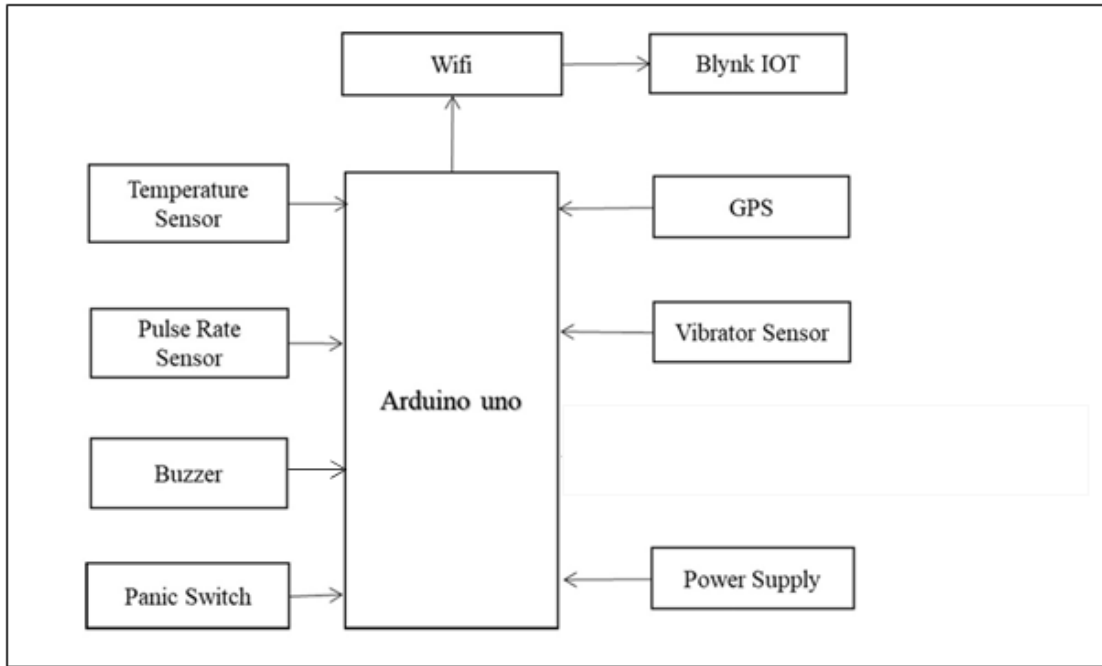 Wifi
Blynk IOT
Temperature
Sensor
GPS
Pulse Rate
Sensor
Vibrator Sensor
Arduino uno
Buzzer
Panic Switch
Power Supply